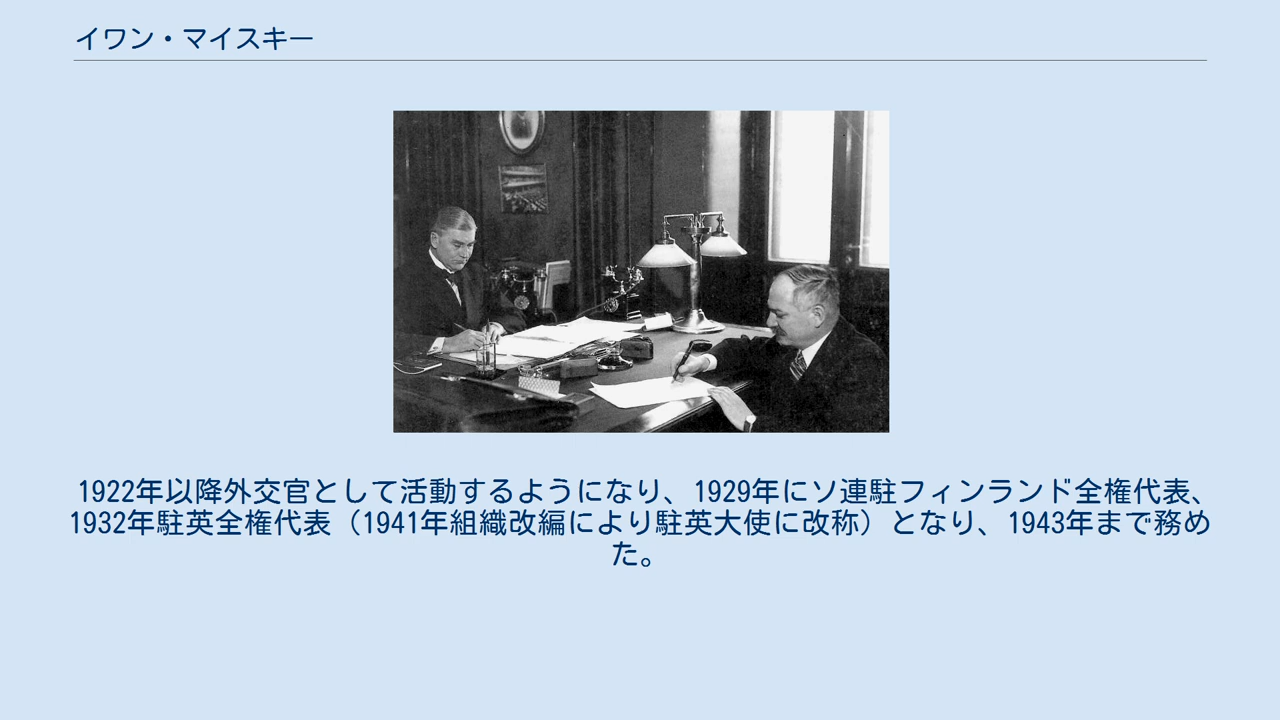 イワン・マイスキー
1922年以降外交官として活動するようになり、1929年にソ連駐フィンランド全権代表、
1932年駐英全権代表（1941年組織改編により駐英大使に改称）となり、1943年まで務め
た。